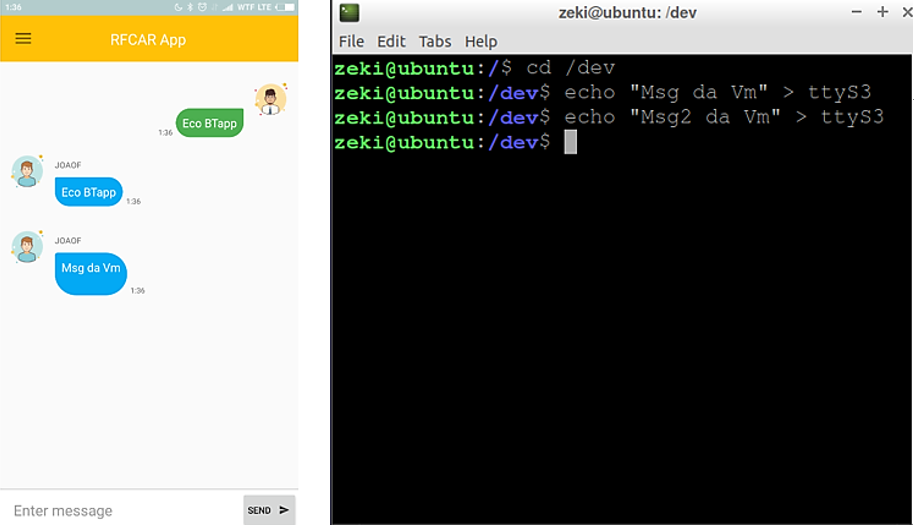 1:36
WTF LTE
RFCAR App
Eco BTapp
1:36
JOAOF
Eco BTapp
1:36
JOAOF
Msg da Vm
1:36
Enter message
SEND
zeki@ubuntu: /dev
File Edit Tabs Help
zeki@ubuntu:/$ cd /dev
zeki@ubuntu:/dev$ echo "Msg da Vm" > ttyS3
zeki@ubuntu:/dev$ echo "Msg2 da Vm" > ttyS3
zeki@ubuntu:/dev$